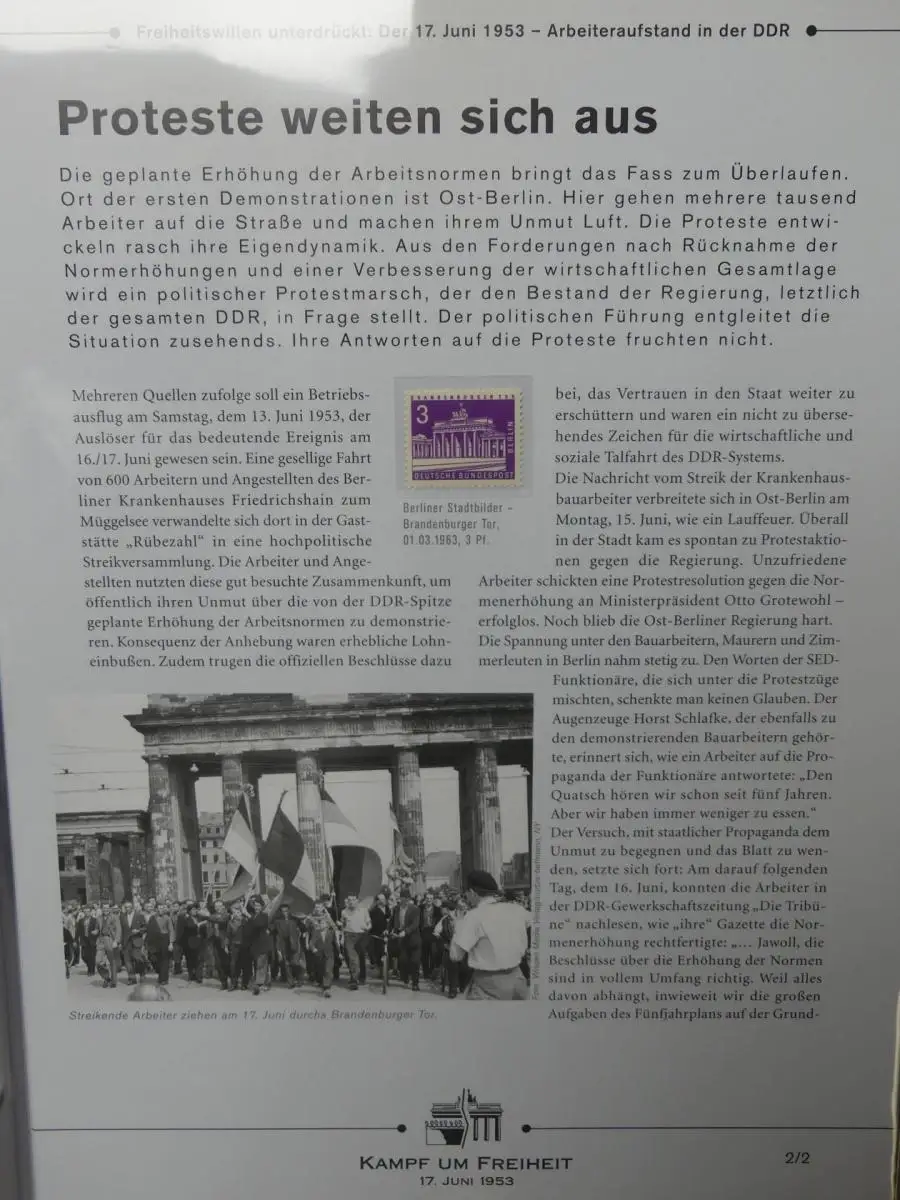 Freiheitswillen unterdrückt: Der 17. Juni 1953 – Arbeiteraufstand in der DDR
Proteste weiten sich aus
Die geplante Erhöhung der Arbeitsnormen bringt das Fass zum Überlaufen.
Ort der ersten Demonstrationen ist Ost-Berlin. Hier gehen mehrere tausend
Arbeiter auf die Straße und machen ihrem Unmut Luft. Die Proteste entwi-
ckeln rasch ihre Eigendynamik. Aus den Forderungen nach Rücknahme der
Normerhöhungen und einer Verbesserung der wirtschaftlichen Gesamtlage
wird ein politischer Protestmarsch, der den Bestand der Regierung, letztlich
der gesamten DDR, in Frage stellt. Der politischen Führung entgleitet die
Situation zusehends. Ihre Antworten auf die Proteste fruchten nicht.
Mehreren Quellen zufolge soll ein Betriebs-
ausflug am Samstag, dem 13. Juni 1953, der
Auslöser für das bedeutende Ereignis am
16./17. Juni gewesen sein. Eine gesellige Fahrt
von 600 Arbeitern und Angestellten des Ber-
liner Krankenhauses Friedrichshain zum
Müggelsee verwandelte sich dort in der Gast-
stätte „Rübezahl“ in eine hochpolitische
Streikversammlung. Die Arbeiter und Ange-
stellten nutzten diese gut besuchte Zusammenkunft, um
öffentlich ihren Unmut über die von der DDR-Spitze
geplante Erhöhung der Arbeitsnormen zu demonstrie-
ren. Konsequenz der Anhebung waren erhebliche Lohn-
einbußen. Zudem trugen die offiziellen Beschlüsse dazu
BRANDENBURGER TOR
3
BERLIN
DEUTSCHE BUNDESPOST
Berliner Stadtbilder –
Brandenburger Tor,
01.03.1963, 3 Pf.
bei, das Vertrauen in den Staat weiter zu
erschüttern und waren ein nicht zu überse-
hendes Zeichen für die wirtschaftliche und
soziale Talfahrt des DDR-Systems.
Die Nachricht vom Streik der Krankenhaus-
bauarbeiter verbreitete sich in Ost-Berlin am
Montag, 15. Juni, wie ein Lauffeuer. Überall
in der Stadt kam es spontan zu Protestaktio-
nen gegen die Regierung. Unzufriedene
Arbeiter schickten eine Protestresolution gegen die Nor-
menerhöhung an Ministerpräsident Otto Grotewohl –
erfolglos. Noch blieb die Ost-Berliner Regierung hart.
Die Spannung unter den Bauarbeitern, Maurern und Zim-
merleuten in Berlin nahm stetig zu. Den Worten der SED-
Funktionäre, die sich unter die Protestzüge
mischten, schenkte man keinen Glauben. Der
Augenzeuge Horst Schlafke, der ebenfalls zu
den demonstrierenden Bauarbeitern gehör-
te, erinnert sich, wie ein Arbeiter auf die Pro-
paganda der Funktionäre antwortete: „Den
Quatsch hören wir schon seit fünf Jahren.
Aber wir haben immer weniger zu essen.“
Der Versuch, mit staatlicher Propaganda dem
Unmut zu begegnen und das Blatt zu wen-
den, setzte sich fort: Am darauf folgenden
Tag, dem 16. Juni, konnten die Arbeiter in
der DDR-Gewerkschaftszeitung „Die Tribü-
ne“ nachlesen, wie „ihre“ Gazette die Nor-
menerhöhung rechtfertigte: „... Jawoll, die
Beschlüsse über die Erhöhung der Normen
sind in vollem Umfang richtig. Weil alles
davon abhängt, inwieweit wir die großen
Aufgaben des Fünfjahrplans auf der Grund-
Streikende Arbeiter ziehen am 17. Juni durchs Brandenburger Tor.
KAMPF UM FREIHEIT
17. JUNI 1953
2/2